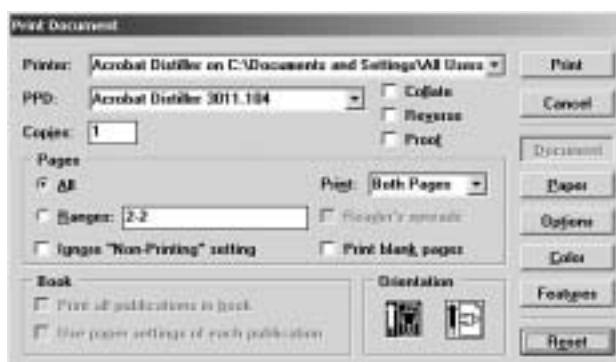 Print Document
Printer: Acrobat Distiller on C:\Documents and Settings\All Users Print
PPD: Acrobat Distiller 3011.104 Collate Cancel
Reverse
Copies: 1 Proof
Document
Pages
All Print: Both Pages Paper
Ranges: 2-2 Reader's spreads Options
Ignore "Non-Printing" setting Print blank pages Color
Book Orientation Features
Print all publications in book
Use paper settings of each publication Reset